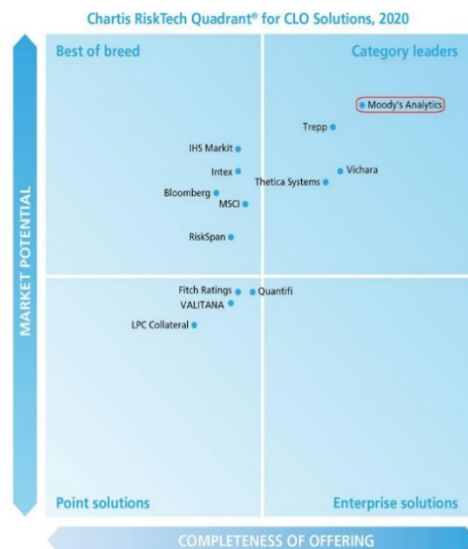 Chartis RiskTech Quadrant® for CLO Solutions, 2020
Best of breed
Category leaders
Moody's Analytics
Trepp
IHS Markit
Intex
Vichara
Thetica Systems
Bloomberg
MSCI
RiskSpan
Fitch Ratings
Quantifi
VALITANA
LPC Collateral
Point solutions
Enterprise solutions
MARKET POTENTIAL
COMPLETENESS OF OFFERING